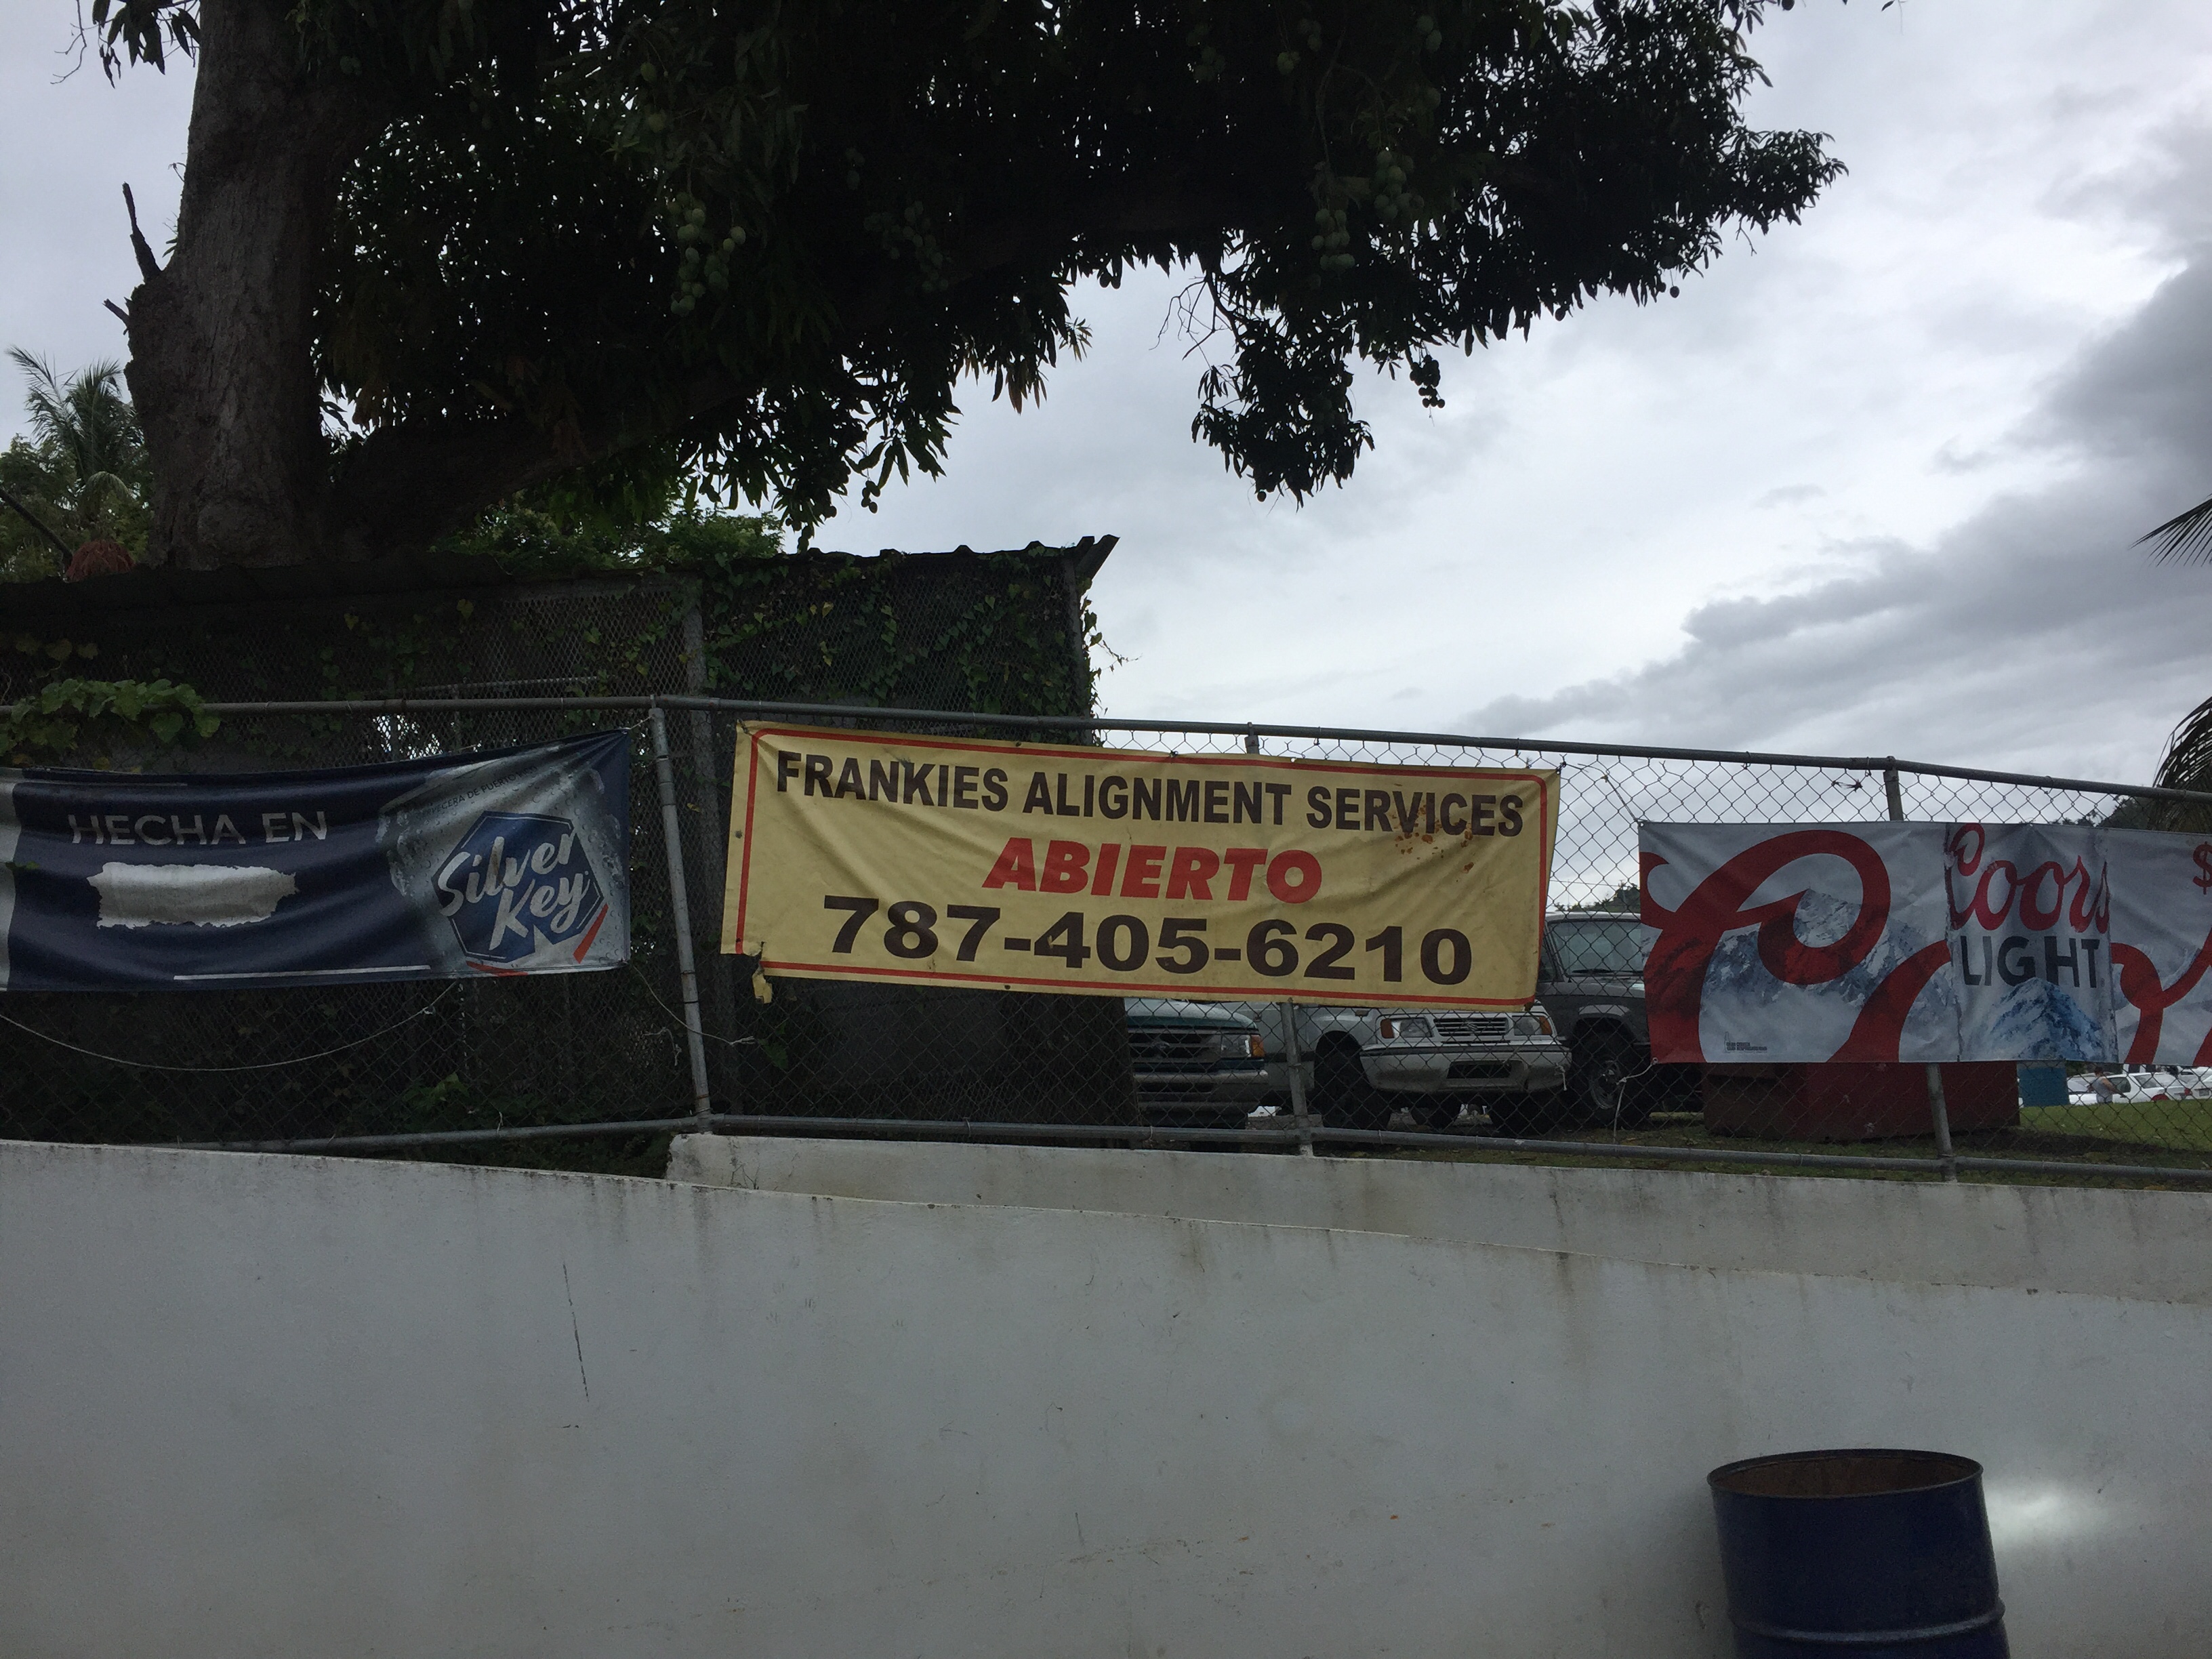 HECHA EN
Silver
Key
FRANKIES ALIGNMENT SERVICES
ABIERTO
787-405-6210
Coors
LIGHT
$